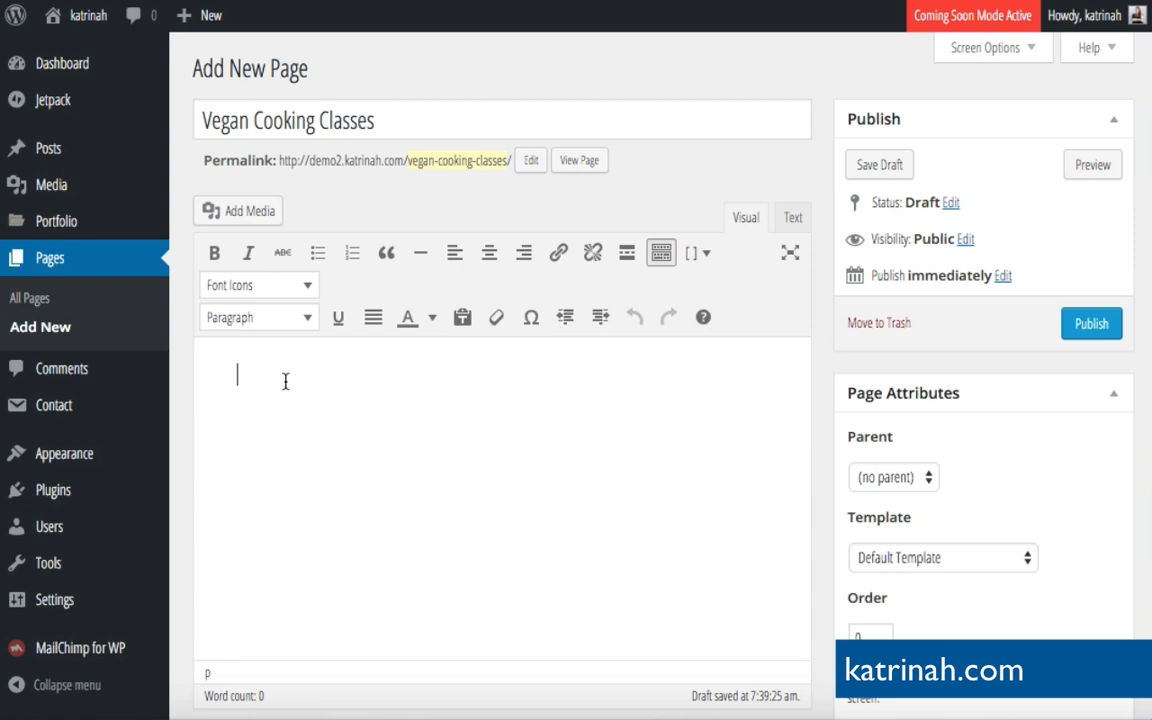 katrinah 0 New Coming Soon Mode Active Howdy, katrinah
Screen Options Help
Dashboard
Jetpack
Posts
Media
Portfolio
Pages
All Pages
Add New
Comments
Contact
Appearance
Plugins
Users
Tools
Settings
MailChimp for WP
Collapse menu
Add New Page
Vegan Cooking Classes
Permalink: http://demo2.katrinah.com/vegan-cooking-classes/ Edit View Page
Add Media
Visual Text
B I ABC
Font Icons
Paragraph U A
p
Word count: 0 Draft saved at 7:39:25 am.
Publish
Save Draft Preview
Status: Draft Edit
Visibility: Public Edit
Publish immediately Edit
Move to Trash Publish
Page Attributes
Parent
(no parent)
Template
Default Template
Order
0
katrinah.com
screen.